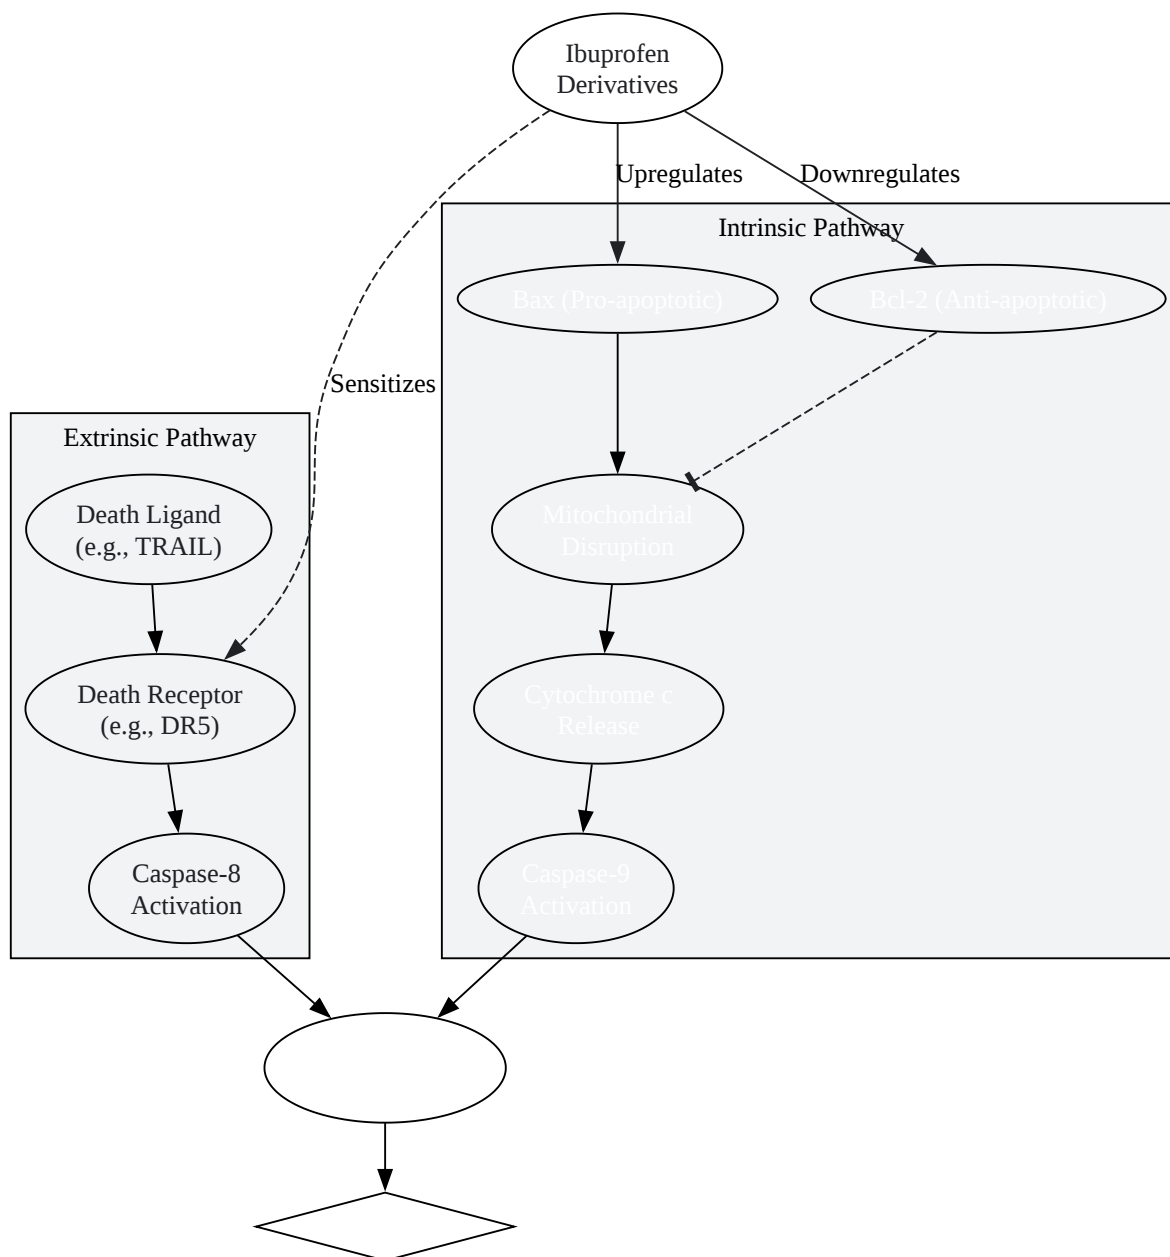 Ibuprofen
Derivatives
Upregulates
Downregulates
Intrinsic Pathway
Bax (Pro-apoptotic)
Bcl-2 (Anti-apoptotic)
Sensitizes
Extrinsic Pathway
Death Ligand
(e.g., TRAIL)
Mitochondrial
Disruption
Death Receptor
(e.g., DR5)
Cytochrome c
Release
Caspase-8
Activation
Caspase-9
Activation